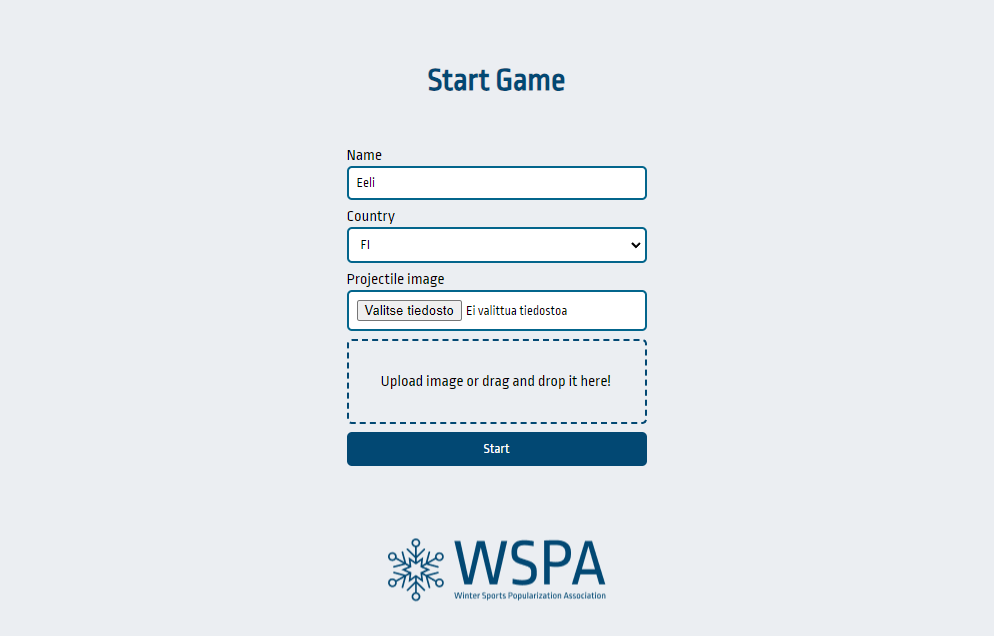 Start Game
Name
Eeli
Country
FI
Projectile image
Valitse tiedosto Ei valittua tiedostoa
Upload image or drag and drop it here!
Start
WSPA
Winter Sports Popularization Association